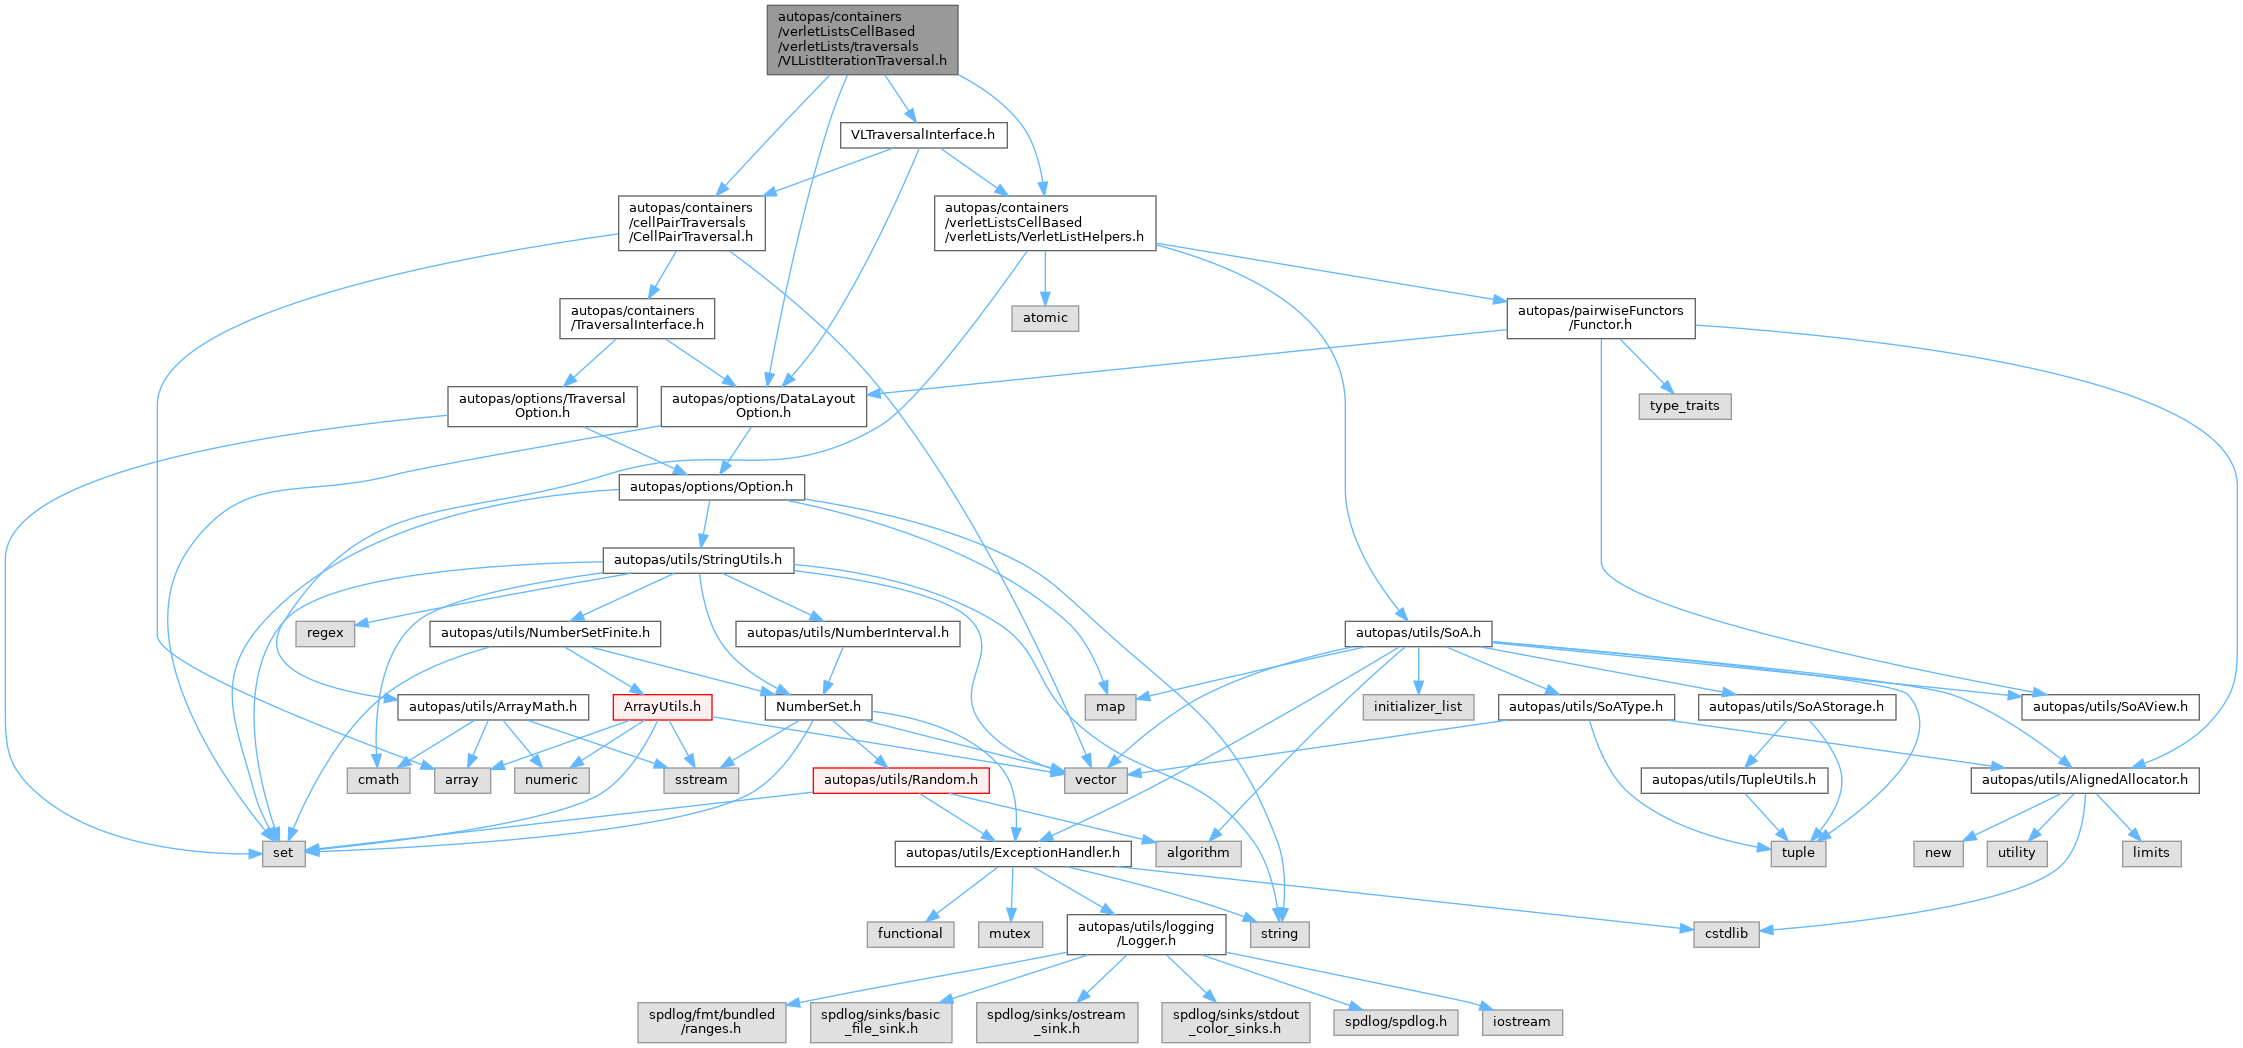 autopas/containers
/verletListsCellBased
/verletLists/traversals
/VLListIterationTraversal.h
VLTraversalInterface.h
autopas/containers
/cellPairTraversals
/CellPairTraversal.h
autopas/containers
/verletListsCellBased
/verletLists/VerletListHelpers.h
autopas/containers
/TraversalInterface.h
atomic
autopas/pairwiseFunctors
/Functor.h
autopas/options/Traversal
Option.h
autopas/options/DataLayout
Option.h
type_traits
autopas/options/Option.h
autopas/utils/StringUtils.h
regex
autopas/utils/NumberSetFinite.h
autopas/utils/NumberInterval.h
autopas/utils/SoA.h
autopas/utils/ArrayMath.h
ArrayUtils.h
NumberSet.h
map
initializer_list
autopas/utils/SoAType.h
autopas/utils/SoAStorage.h
autopas/utils/SoAView.h
cmath
array
numeric
sstream
autopas/utils/Random.h
vector
autopas/utils/TupleUtils.h
autopas/utils/AlignedAllocator.h
set
autopas/utils/ExceptionHandler.h
algorithm
tuple
new
utility
limits
functional
mutex
autopas/utils/logging
/Logger.h
string
cstdlib
spdlog/fmt/bundled
/ranges.h
spdlog/sinks/basic
_file_sink.h
spdlog/sinks/ostream
_sink.h
spdlog/sinks/stdout
_color_sinks.h
spdlog/spdlog.h
iostream